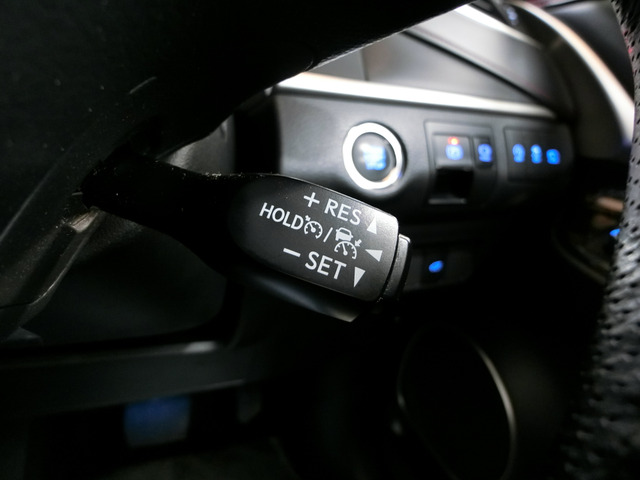 + RES
HOLD /
− SET